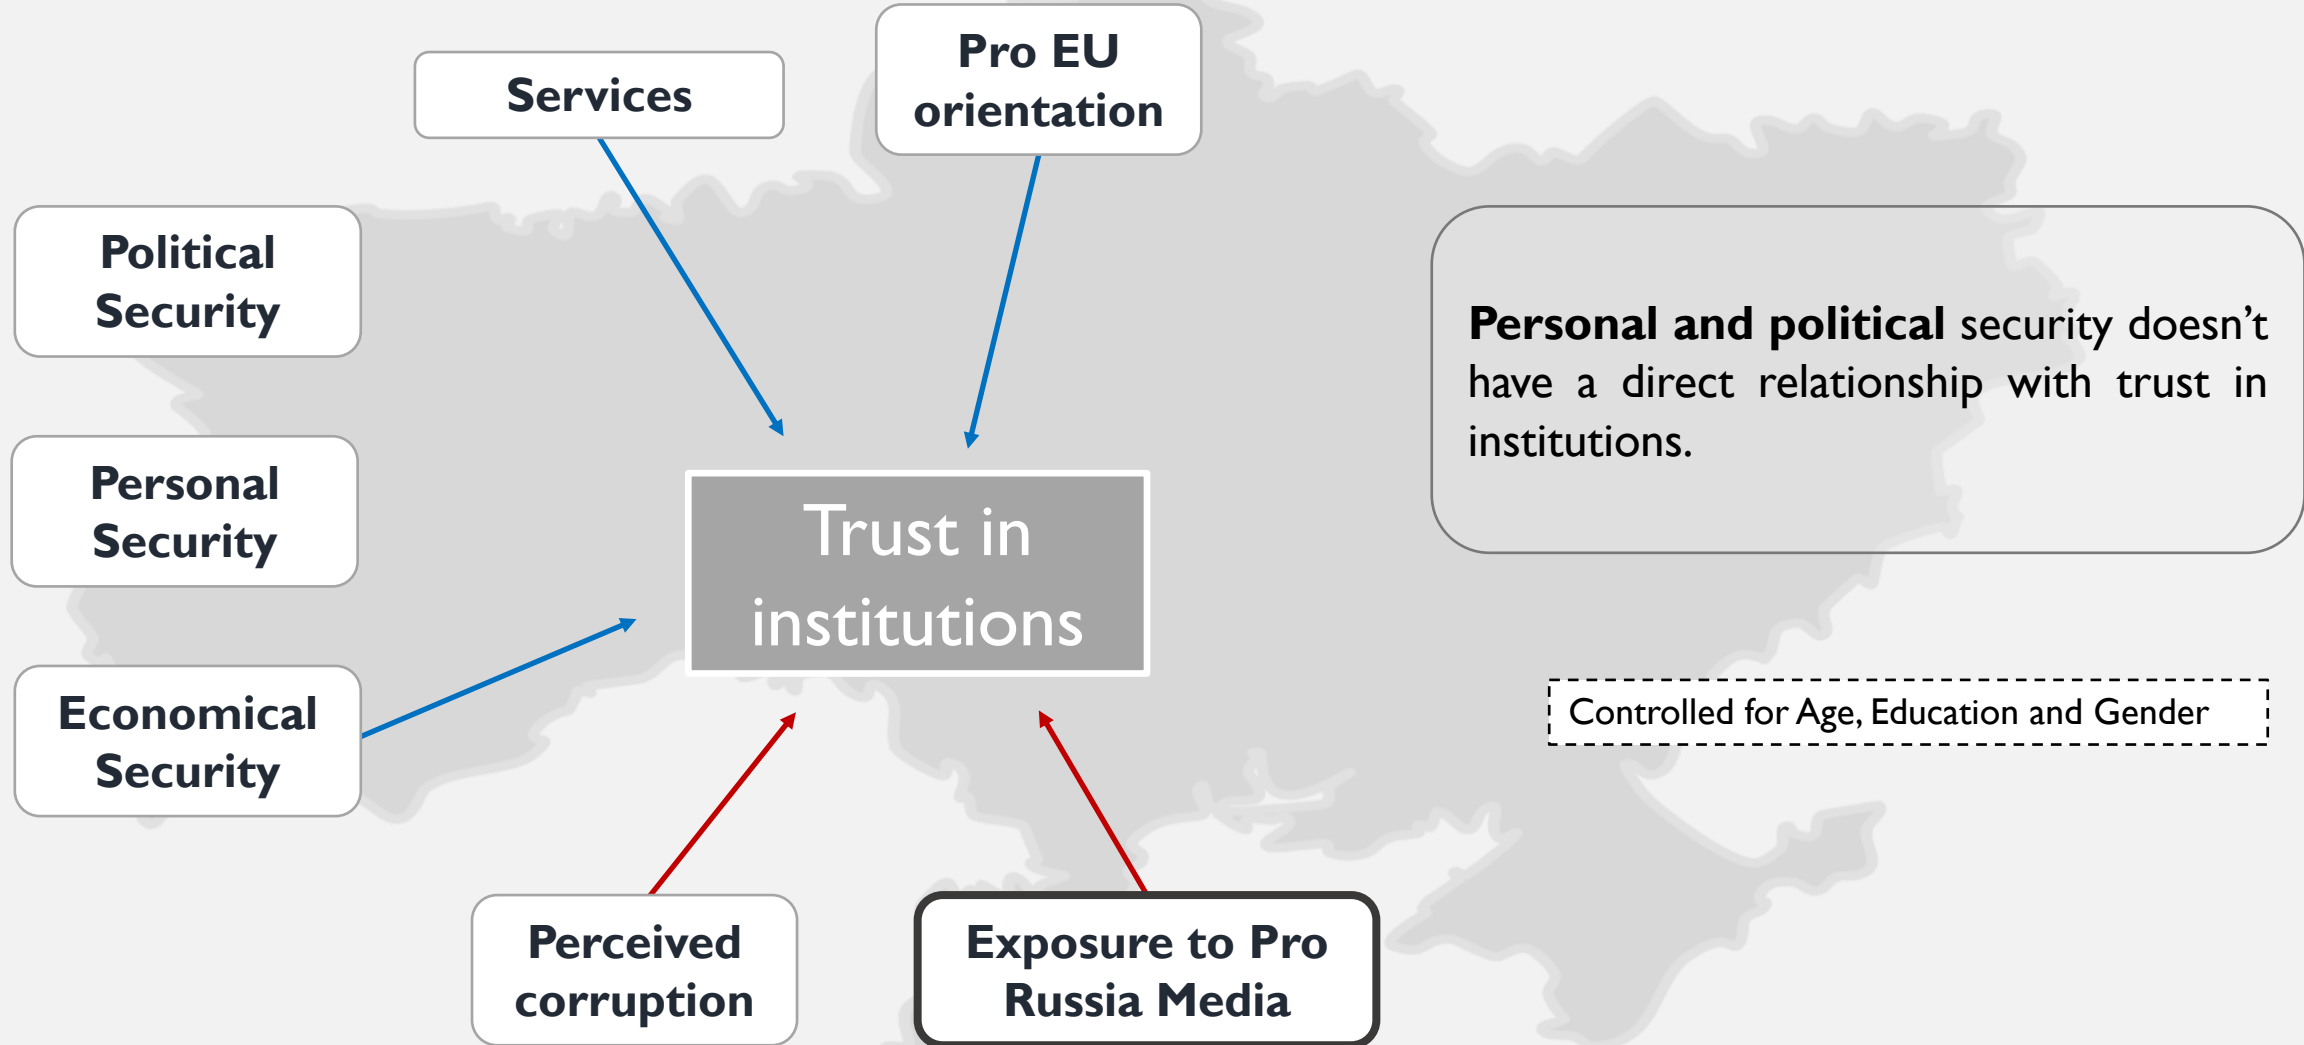 Services
Pro EU
orientation
Political
Security
Personal
Security
Economical
Security
Trust in
institutions
Perceived
corruption
Exposure to Pro
Russia Media
Personal and political security doesn’t
have a direct relationship with trust in
institutions.
Controlled for Age, Education and Gender